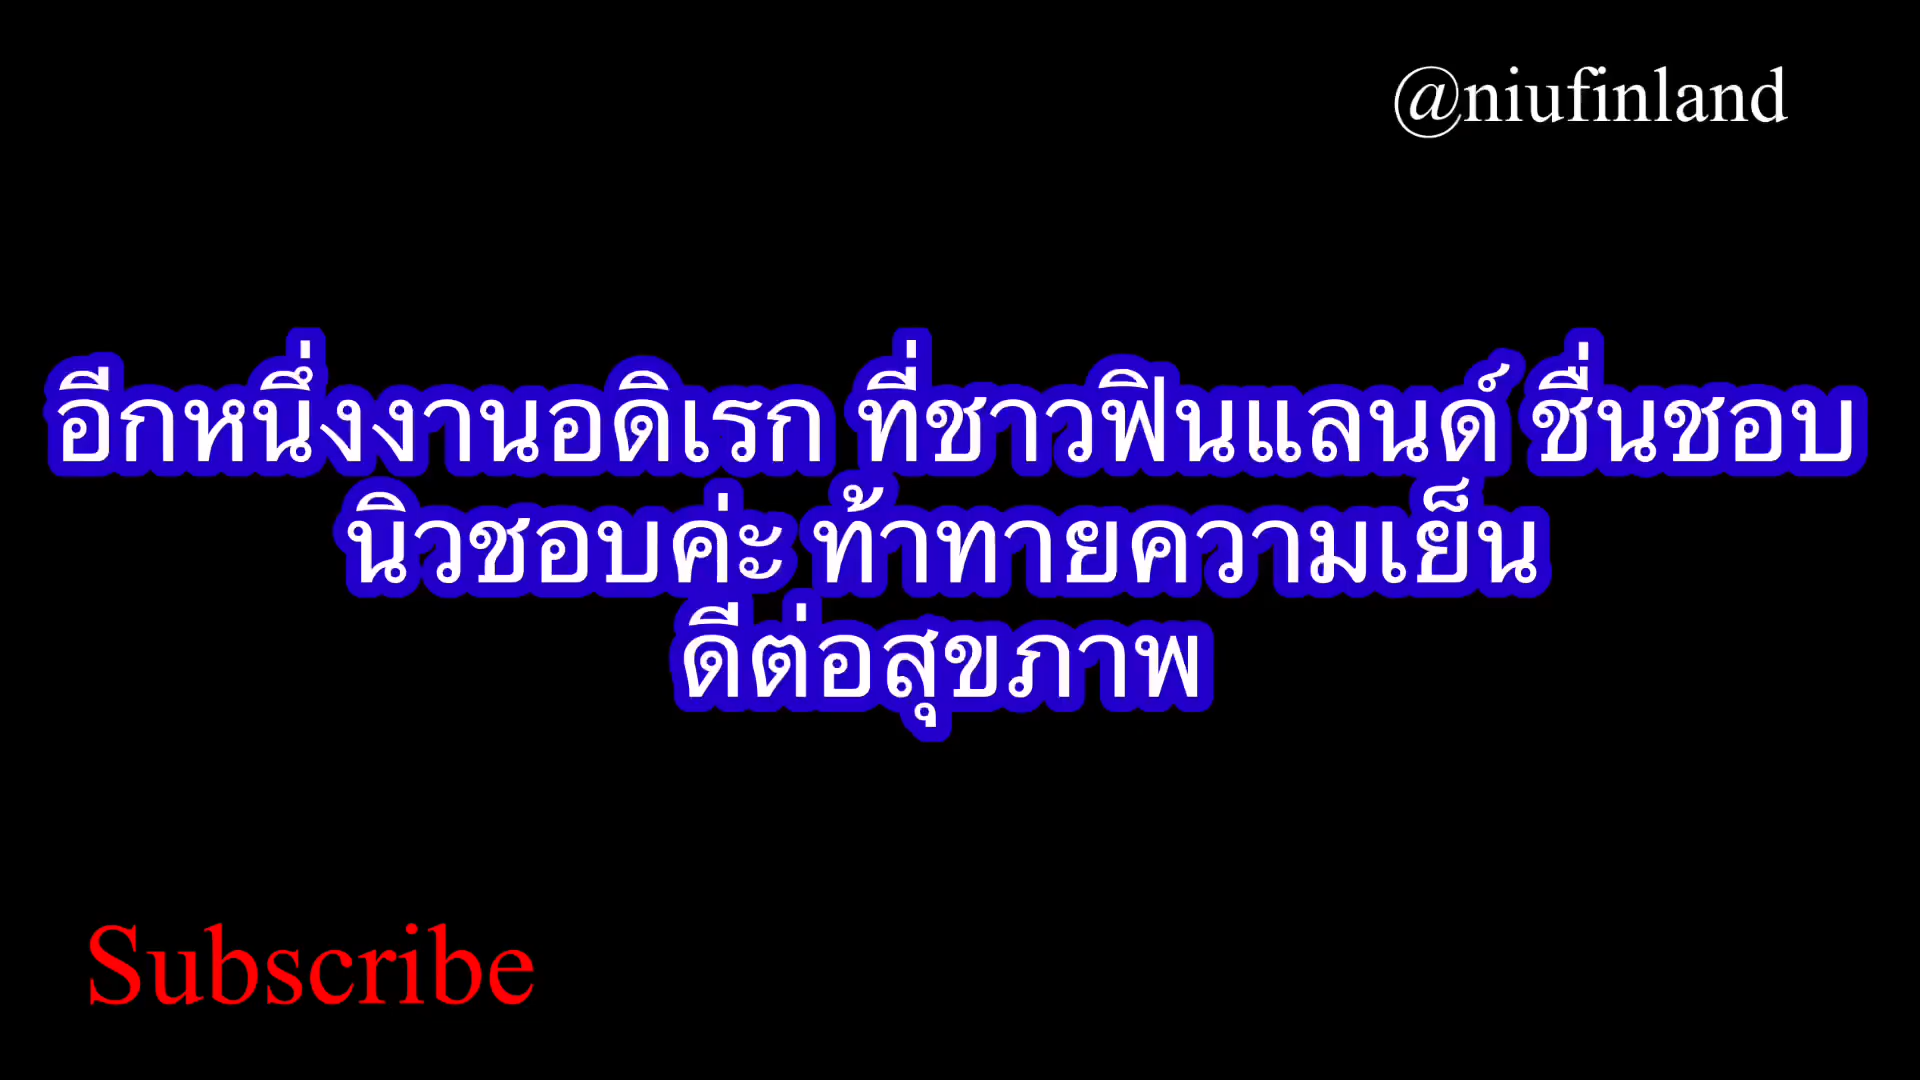 @niufinland
อีกหนึ่งงานอดิเรก ที่ชาวฟินแลนด์ ชื่นชอบ
นิวชอบค่ะ ท้าทายความเย็น
ดีต่อสุขภาพ
Subscribe